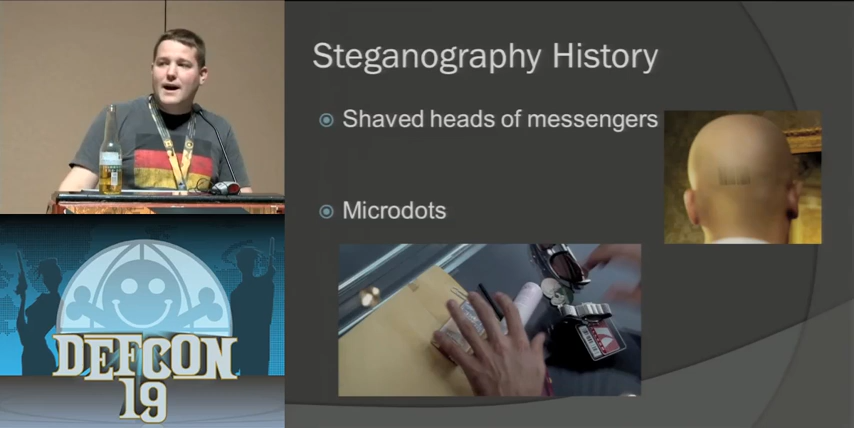 Steganography History
Shaved heads of messengers
Microdots
DEFCON
19